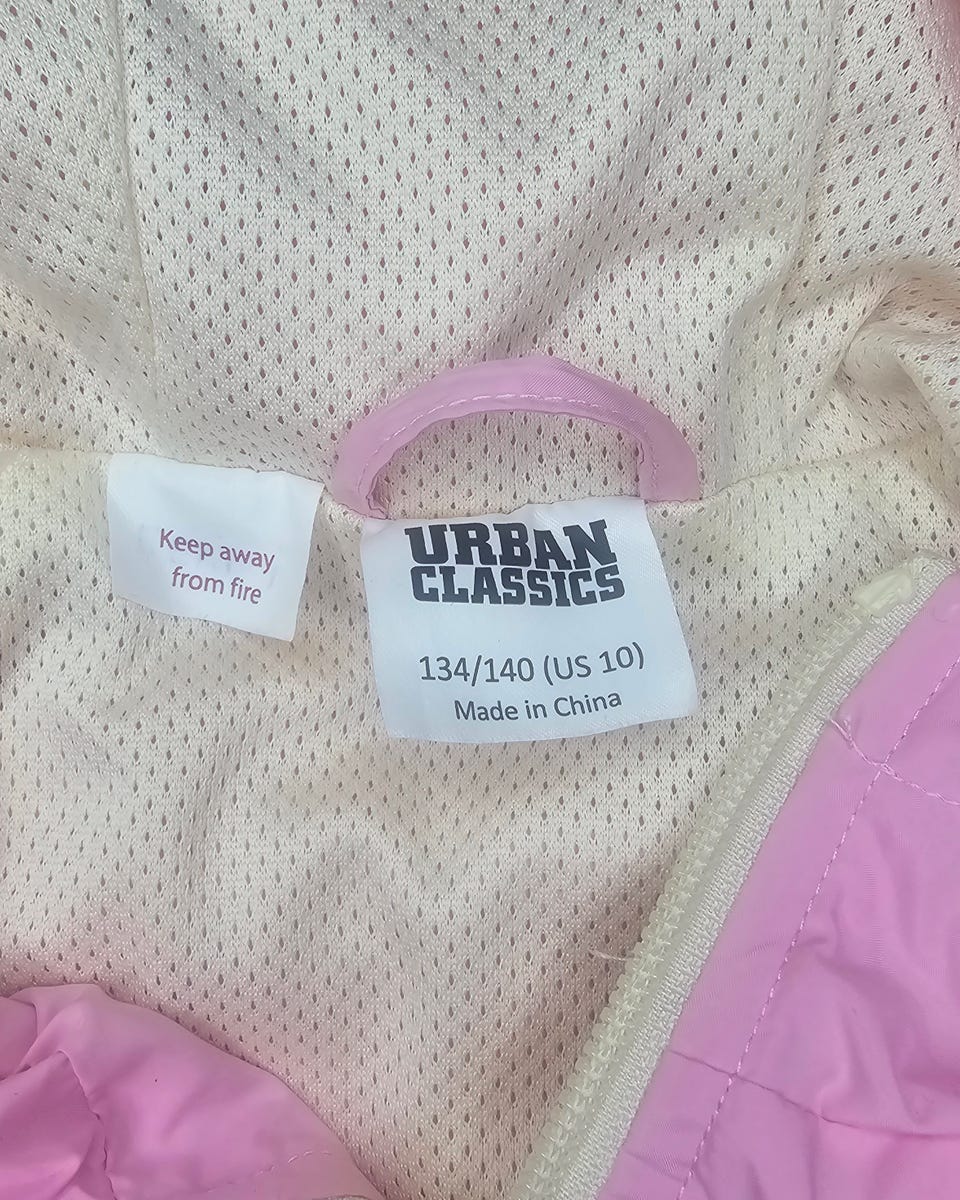 Keep away
from fire
URBAN
CLASSICS
134/140 (US 10)
Made in China